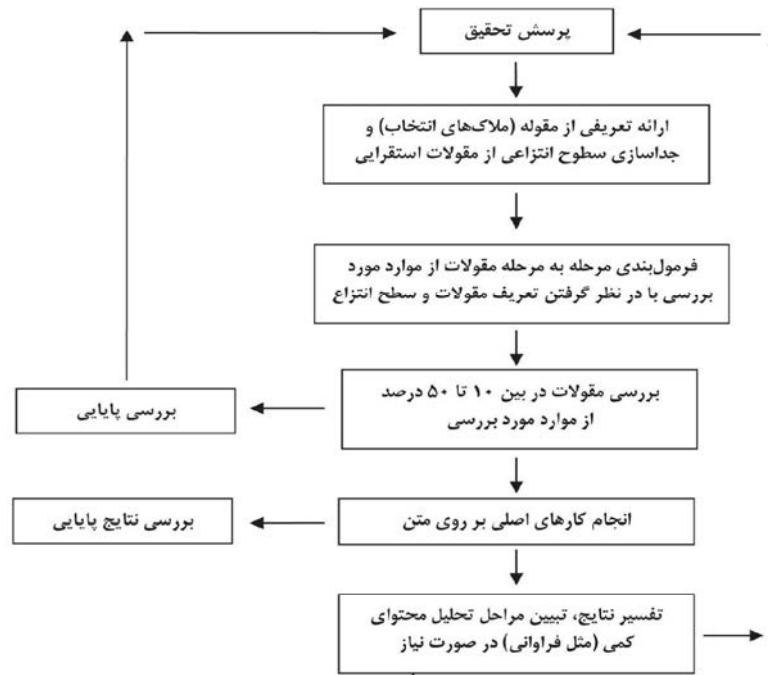 پرسش تحقیق
ارائه تعریفی از مقوله (ملاک‌های انتخاب) و
جداسازی سطوح انتزاعی از مقولات استقرایی
فرمول‌بندی مرحله به مرحله مقولات از موارد مورد
بررسی با در نظر گرفتن تعریف مقولات و سطح انتزاع
بررسی مقولات در بین ۱۰ تا ۵۰ درصد
از موارد مورد بررسی
بررسی پایایی
انجام کارهای اصلی بر روی متن
بررسی نتایج پایایی
تفسیر نتایج، تبیین مراحل تحلیل محتوای
کمی (مثل فراوانی) در صورت نیاز